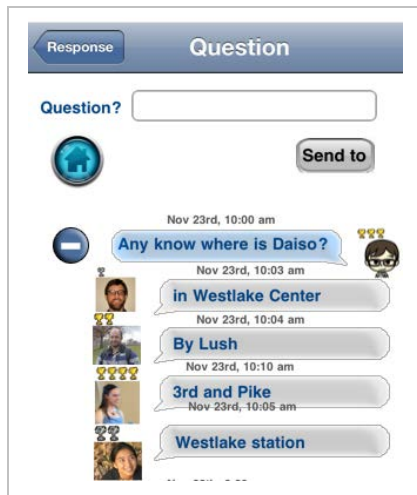 Response
Question
Question?
Send to
Nov 23rd, 10:00 am
Any know where is Daiso?
Nov 23rd, 10:03 am
in Westlake Center
Nov 23rd, 10:04 am
By Lush
Nov 23rd, 10:10 am
3rd and Pike
Nov 23rd, 10:05 am
Westlake station